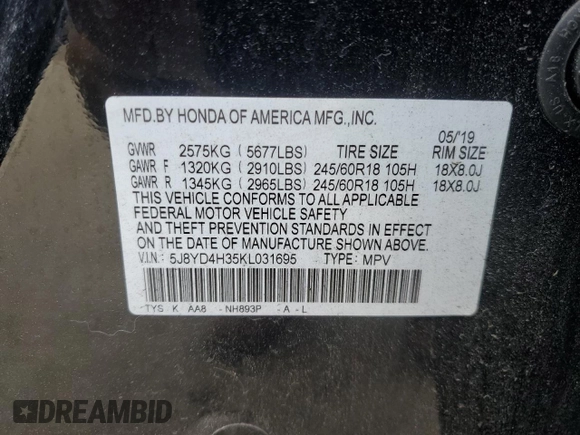 MFD.BY HONDA OF AMERICA MFG.,INC.
05/'19
GVWR 2575KG ( 5677LBS) TIRE SIZE RIM SIZE
GAWR F 1320KG ( 2910LBS) 245/60R18 105H 18X8.0J
GAWR R 1345KG ( 2965LBS) 245/60R18 105H 18X8.0J
THIS VEHICLE CONFORMS TO ALL APPLICABLE
FEDERAL MOTOR VEHICLE SAFETY
AND THEFT PREVENTION STANDARDS IN EFFECT
ON THE DATE OF MANUFACTURE SHOWN ABOVE.
V.I.N.: 5J8YD4H35KL031695 TYPE: MPV
TYS K AA8 - NH893P - A - L
DREAMBID